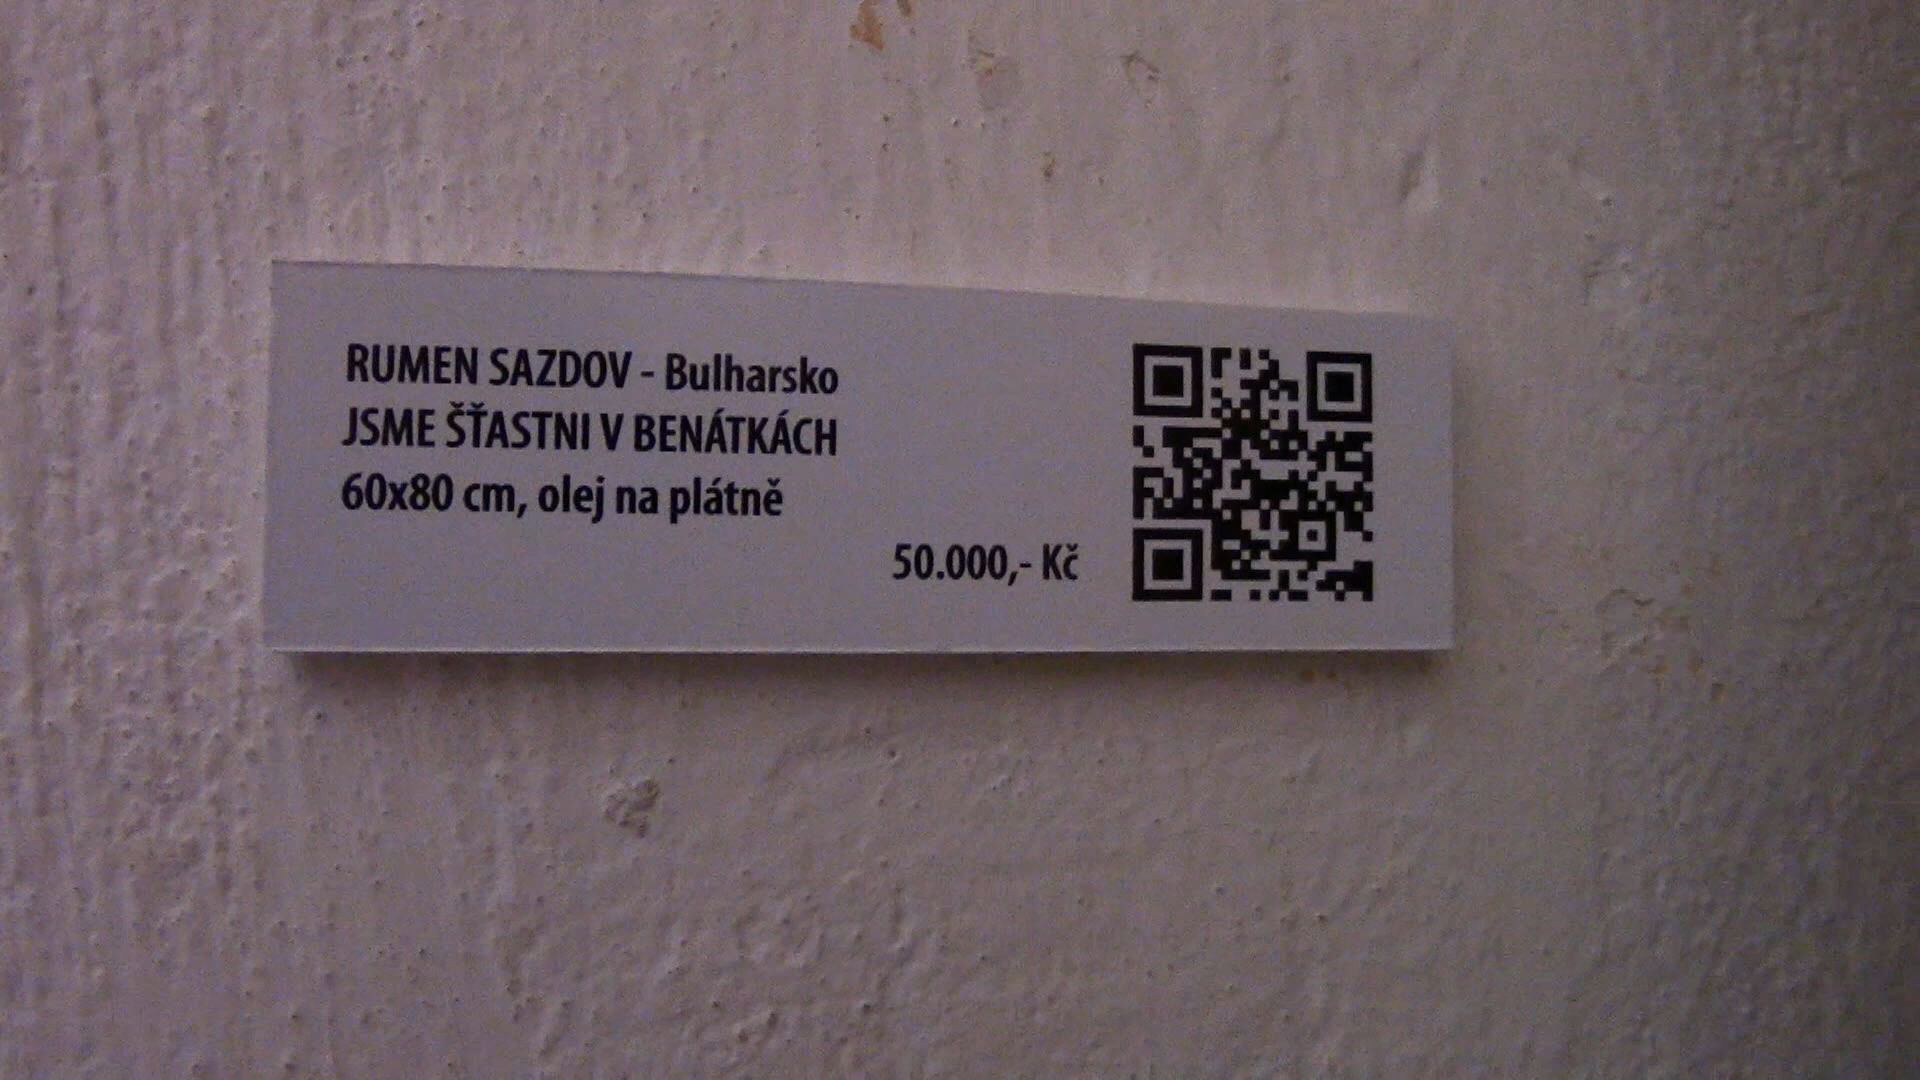 RUMEN SAZDOV - Bulharsko
JSME ŠŤASTNI V BENÁTKÁCH
60x80 cm, olej na plátně
50.000,- Kč